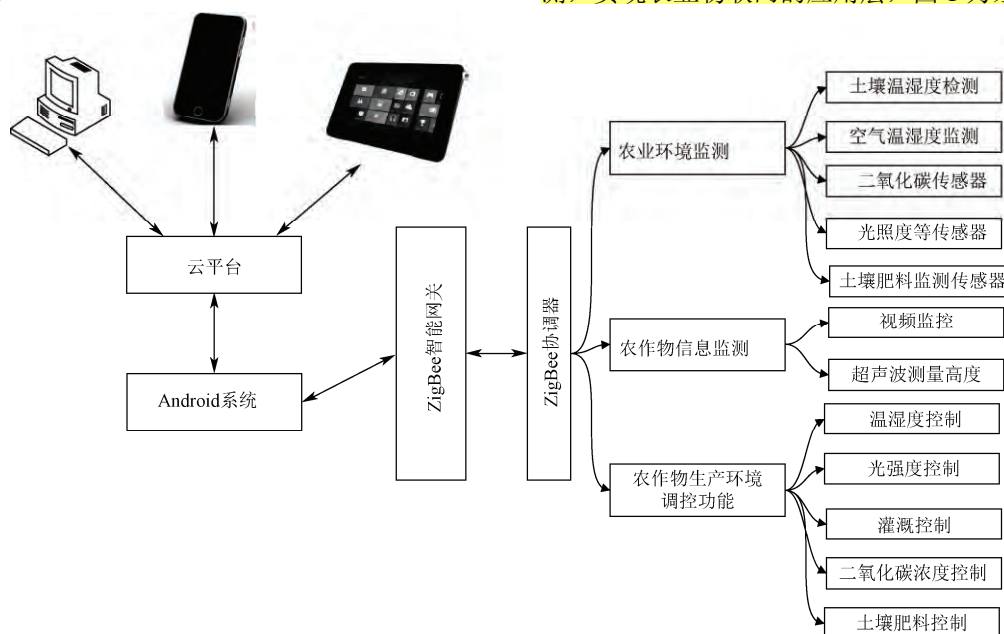 云平台
Android系统
ZigBee智能网关
ZigBee协调器
农业环境监测
土壤温湿度检测
空气温湿度监测
二氧化碳传感器
光照度等传感器
土壤肥料监测传感器
农作物信息监测
视频监控
超声波测量高度
农作物生产环境
调控功能
温湿度控制
光强度控制
灌溉控制
二氧化碳浓度控制
土壤肥料控制